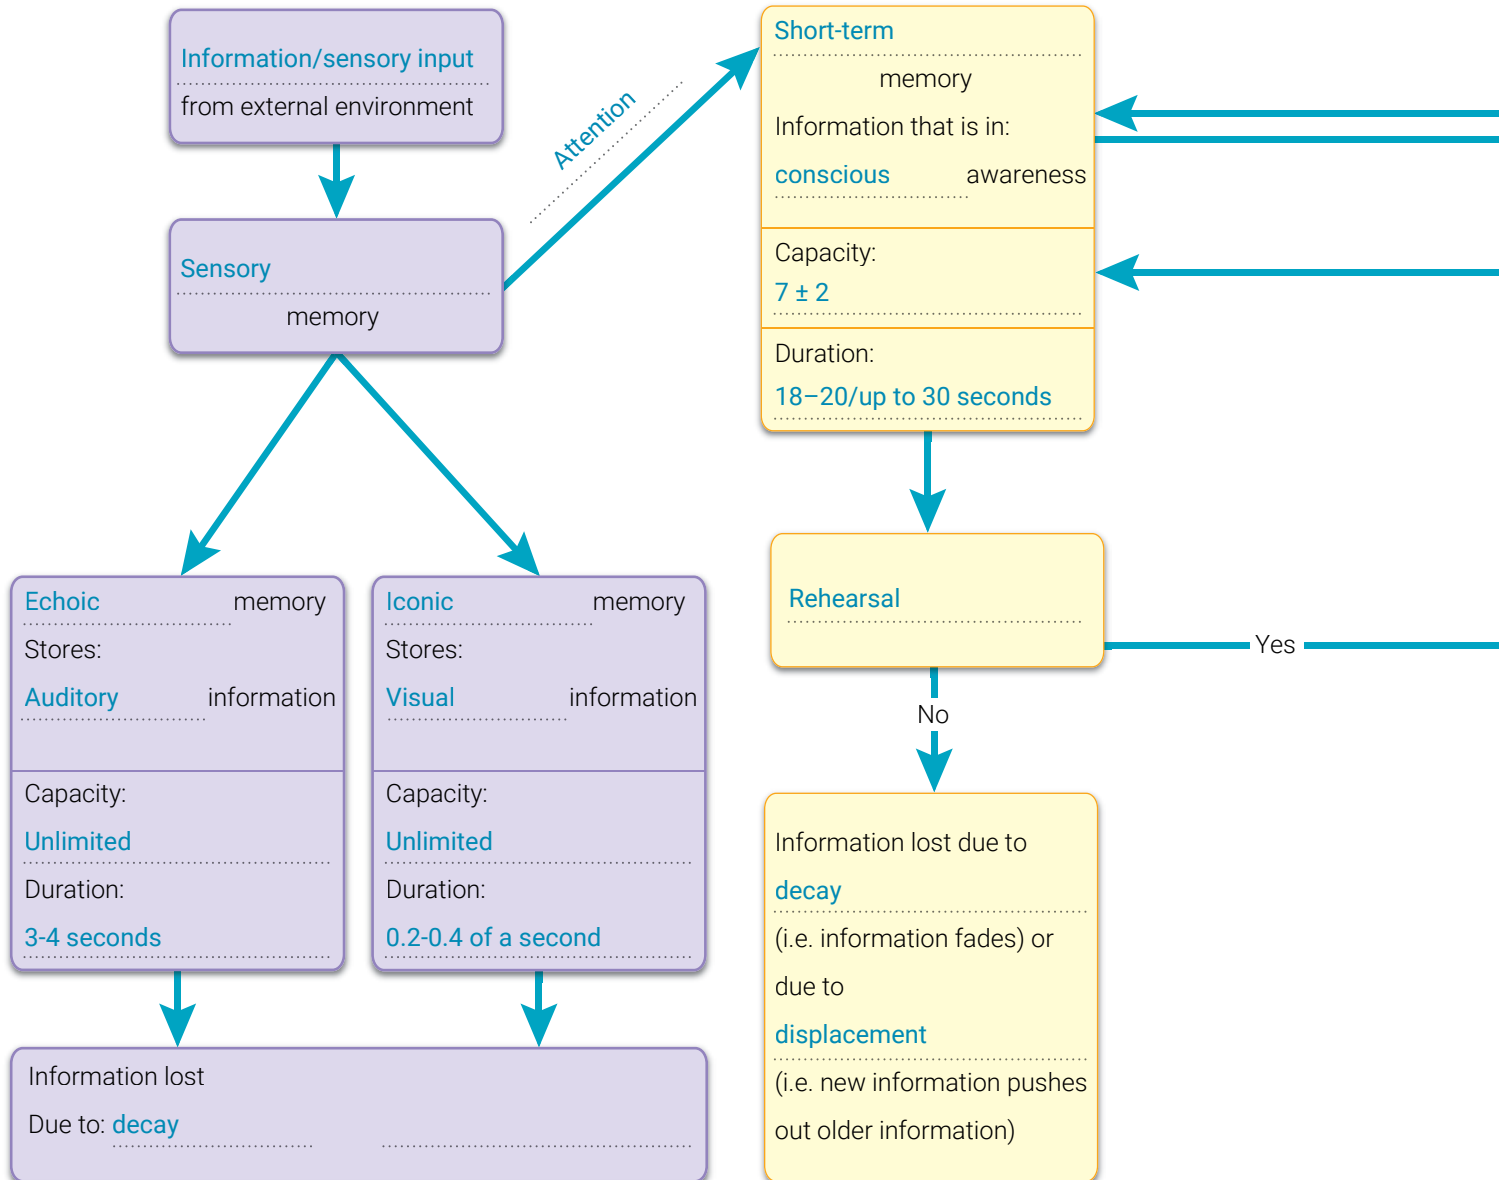 Information/sensory input
from external environment
Sensory
memory
Attention
Short-term
memory
Information that is in:
conscious awareness
Capacity:
7 ± 2
Duration:
18–20/up to 30 seconds
Echoic memory
Stores:
Auditory information
Capacity:
Unlimited
Duration:
3-4 seconds
Iconic memory
Stores:
Visual information
Capacity:
Unlimited
Duration:
0.2-0.4 of a second
Information lost
Due to: decay
Rehearsal
Yes
No
Information lost due to
decay
(i.e. information fades) or
due to
displacement
(i.e. new information pushes
out older information)